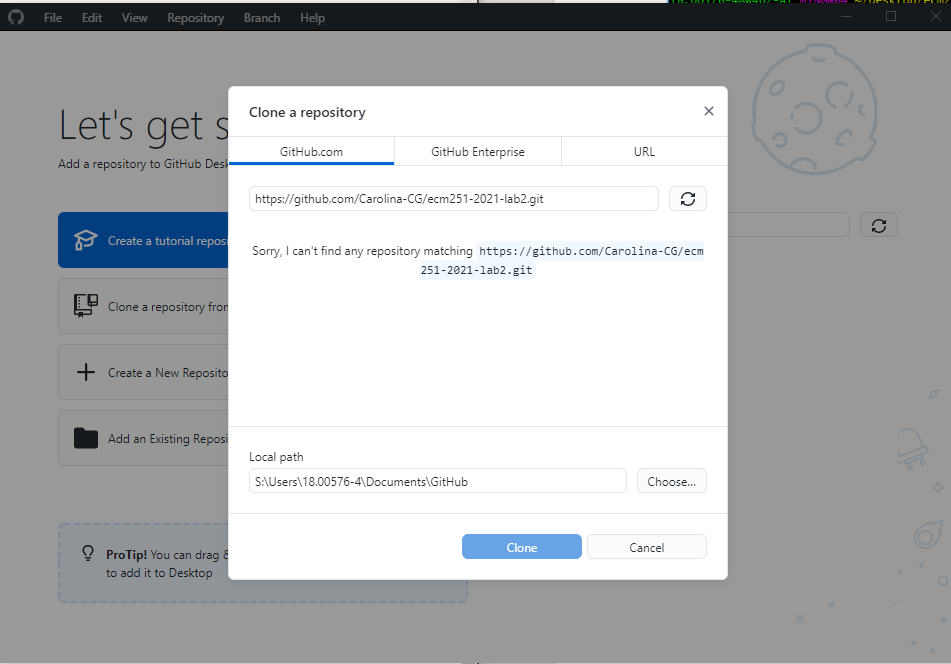 File Edit View Repository Branch Help
Let's get s
Add a repository to GitHub Desk
Create a tutorial reposi
Clone a repository from
Create a New Reposito
Add an Existing Reposi
ProTip! You can drag &
to add it to Desktop
Clone a repository
GitHub.com GitHub Enterprise URL
https://github.com/Carolina-CG/ecm251-2021-lab2.git
Sorry, I can't find any repository matching https://github.com/Carolina-CG/ecm
251-2021-lab2.git
Local path
S:\Users\18.00576-4\Documents\GitHub
Choose...
Clone Cancel